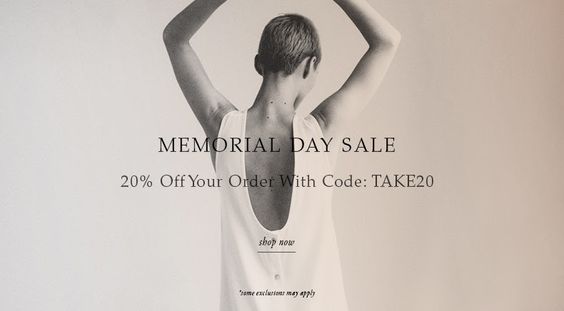 MEMORIAL DAY SALE
20% Off Your Order With Code: TAKE20
shop now
*some exclusions may apply